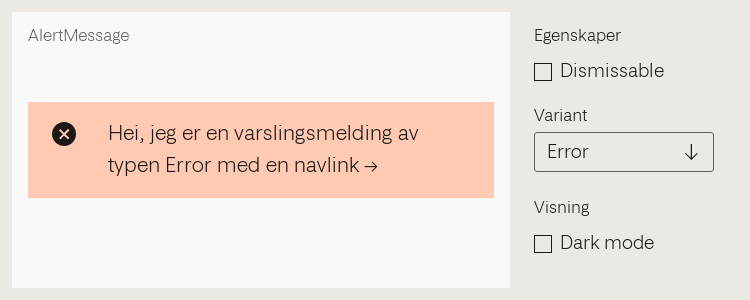 AlertMessage
Hei, jeg er en varslingsmelding av
typen Error med en navlink →
Egenskaper
Dismissable
Variant
Error
Visning
Dark mode